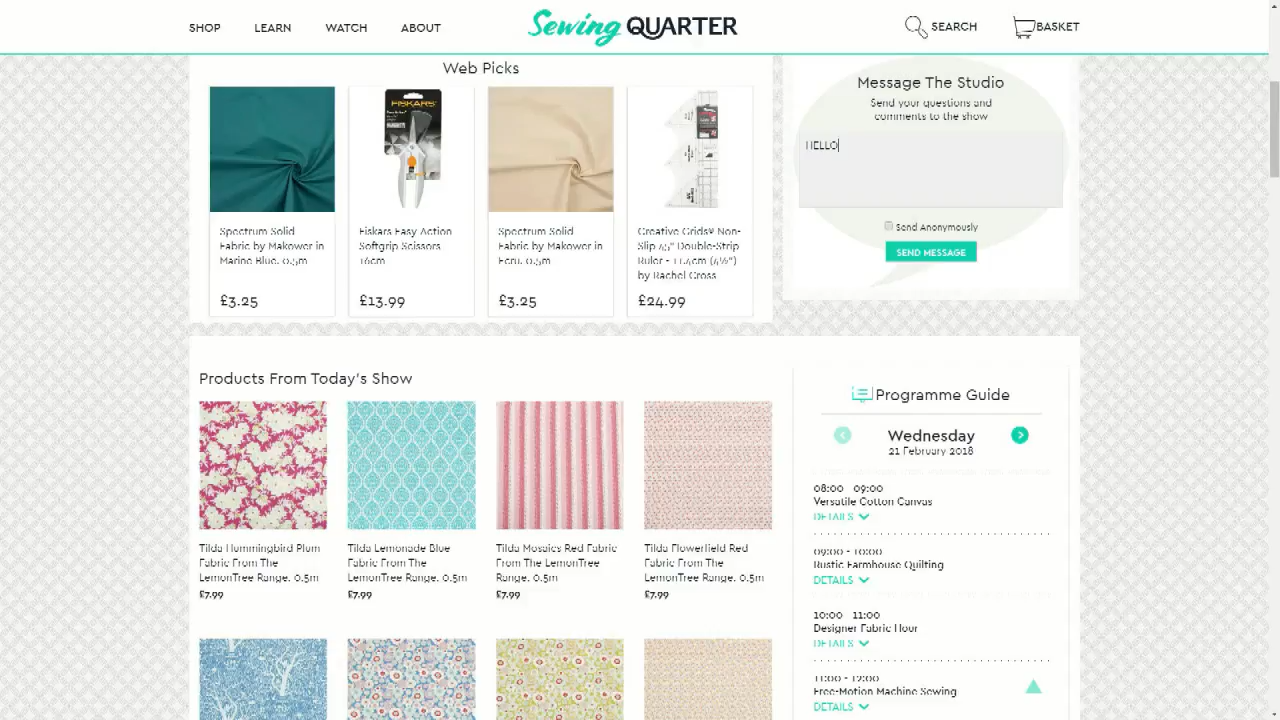 SHOP
LEARN
WATCH
ABOUT
Sewing QUARTER
SEARCH
BASKET
Web Picks
FISKARS
Spectrum Solid
Fabric by Makower in
Marine Blue. 0.5m
£3.25
Fiskars Easy Action
Softgrip Scissors
16cm
£13.99
Spectrum Solid
Fabric by Makower in
Ecru. 0.5m
£3.25
Creative Grids® Non-
Slip 4.5" Double-Strip
Ruler - 11.4cm (4½")
by Rachel Cross
£24.99
Message The Studio
Send your questions and
comments to the show
HELLO
Send Anonymously
SEND MESSAGE
Products From Today's Show
Tilda Hummingbird Plum
Fabric From The
LemonTree Range. 0.5m
£7.99
Tilda Lemonade Blue
Fabric From The
LemonTree Range. 0.5m
£7.99
Tilda Mosaics Red Fabric
From The LemonTree
Range. 0.5m
£7.99
Tilda Flowerfield Red
Fabric From The
LemonTree Range. 0.5m
£7.99
Programme Guide
Wednesday
21 February 2018
08:00 - 09:00
Versatile Cotton Canvas
DETAILS
09:00 - 10:00
Rustic Farmhouse Quilting
DETAILS
10:00 - 11:00
Designer Fabric Hour
DETAILS
11:00 - 12:00
Free-Motion Machine Sewing
DETAILS